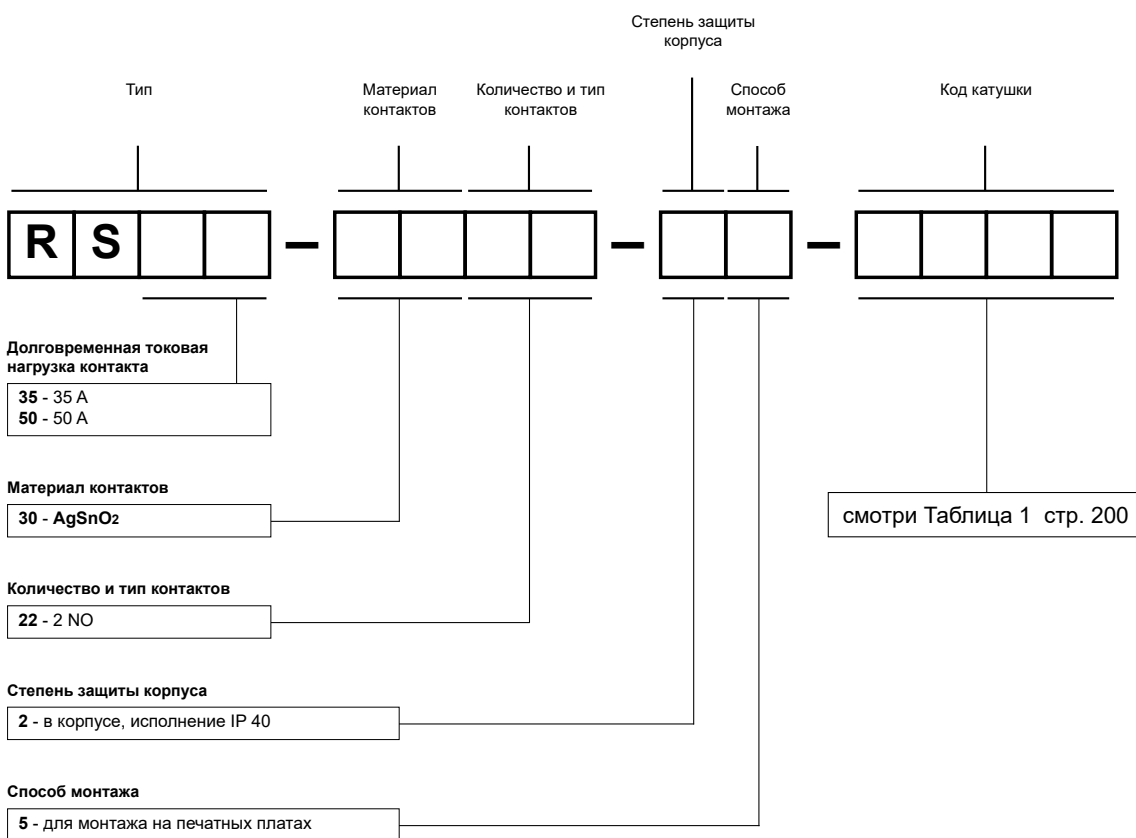 Степень защиты
корпуса
Тип
Материал
контактов
Количество и тип
контактов
Способ
монтажа
Код катушки
R S – – –
Долговременная токовая
нагрузка контакта
35 - 35 A
50 - 50 A
Материал контактов
30 - AgSnO2
смотри Таблица 1 стр. 200
Количество и тип контактов
22 - 2 NO
Степень защиты корпуса
2 - в корпусе, исполнение IP 40
Способ монтажа
5 - для монтажа на печатных платах